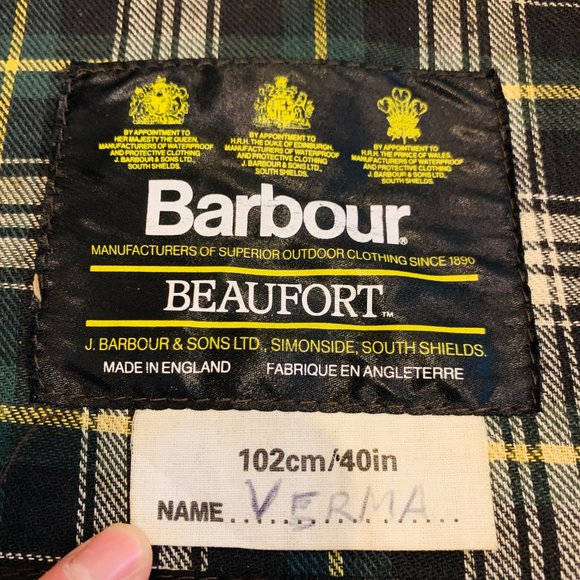 BY APPOINTMENT TO
HER MAJESTY THE QUEEN.
MANUFACTURERS OF WATERPROOF
AND PROTECTIVE CLOTHING
J. BARBOUR & SONS LTD.
SOUTH SHIELDS.
BY APPOINTMENT TO
H.R.H. THE DUKE OF EDINBURGH.
MANUFACTURERS OF WATERPROOF
AND PROTECTIVE CLOTHING
J. BARBOUR & SONS LTD.
SOUTH SHIELDS.
BY APPOINTMENT TO
H.R.H. THE PRINCE OF WALES.
MANUFACTURERS OF WATERPROOF
AND PROTECTIVE CLOTHING
J. BARBOUR & SONS LTD.
SOUTH SHIELDS.
Barbour®
MANUFACTURERS OF SUPERIOR OUTDOOR CLOTHING SINCE 1890
BEAUFORT™
J. BARBOUR & SONS LTD., SIMONSIDE, SOUTH SHIELDS.
MADE IN ENGLAND FABRIQUE EN ANGLETERRE
102cm/40in
NAME VERMA